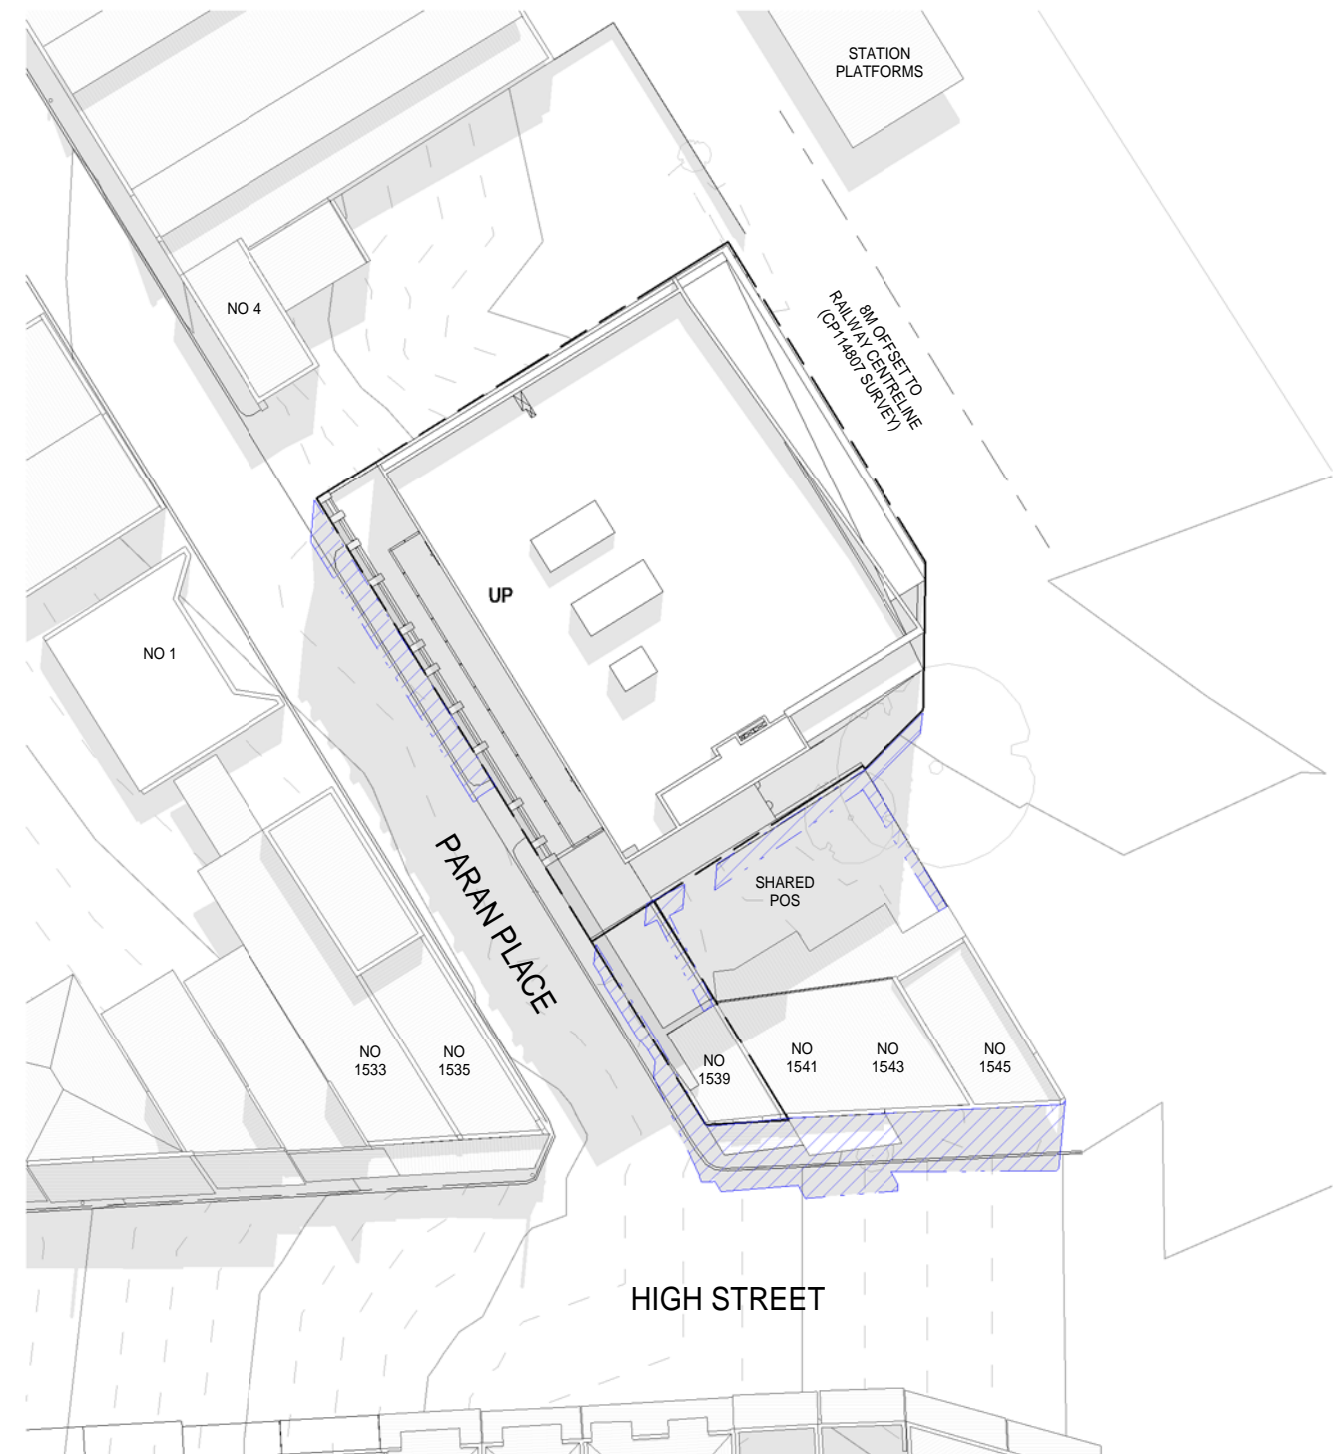 STATION
PLATFORMS
8M OFFSET TO
RAILWAY CENTRELINE
(CP114807 SURVEY)
NO 4
UP
NO 1
PARAN PLACE
SHARED
POS
NO
1533
NO
1535
NO
1539
NO
1541
NO
1543
NO
1545
HIGH STREET